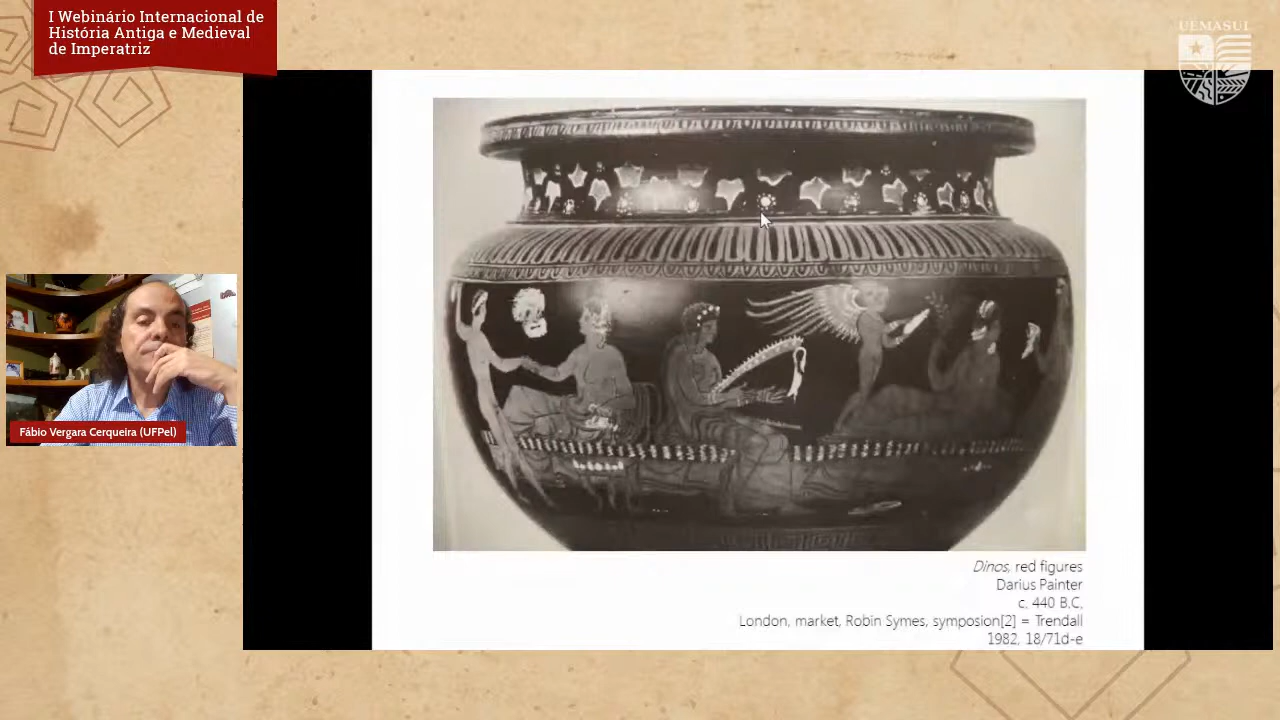 I Webinário Internacional de
História Antiga e Medieval
de Imperatriz
UEMASUL
Fábio Vergara Cerqueira (UFPel)
Dinos, red figures
Darius Painter
c. 440 B.C,
London, market, Robin Symes, symposion[2] = Trendall
1982, 18/71d-e